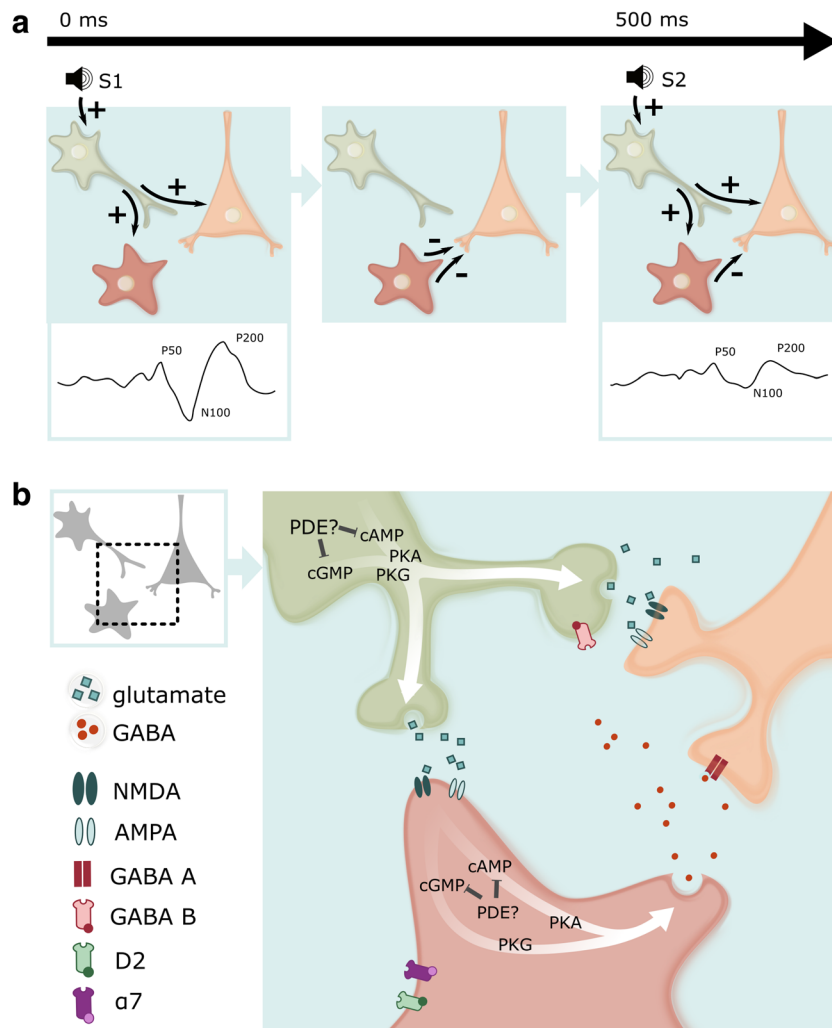 a
0 ms
500 ms
S1
S2
+
+
+
-
-
+
+
+
-
P50
P200
N100
P50
P200
N100
b
PDE?
cAMP
PKA
cGMP
PKG
glutamate
GABA
NMDA
AMPA
GABA A
GABA B
D2
α7
cAMP
cGMP
PDE?
PKA
PKG